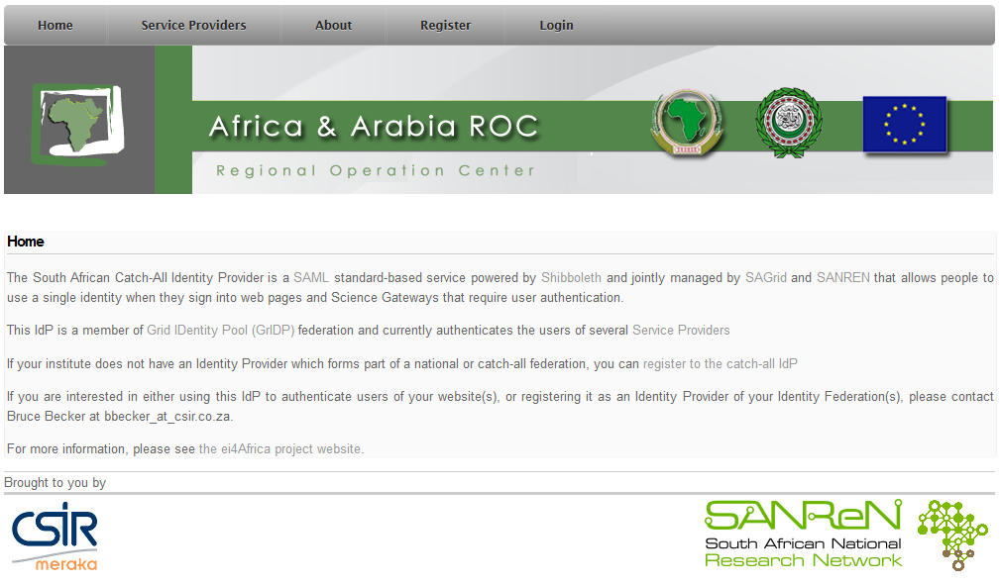 Home Service Providers About Register Login
Africa & Arabia ROC
Regional Operation Center
Home
The South African Catch-All Identity Provider is a SAML standard-based service powered by Shibboleth and jointly managed by SAGrid and SANREN that allows people to
use a single identity when they sign into web pages and Science Gateways that require user authentication.
This IdP is a member of Grid IDentity Pool (GrIDP) federation and currently authenticates the users of several Service Providers
If your institute does not have an Identity Provider which forms part of a national or catch-all federation, you can register to the catch-all IdP
If you are interested in either using this IdP to authenticate users of your website(s), or registering it as an Identity Provider of your Identity Federation(s), please contact
Bruce Becker at bbecker_at_csir.co.za.
For more information, please see the ei4Africa project website.
Brought to you by
CSIR
meraka
SANReN
South African National
Research Network